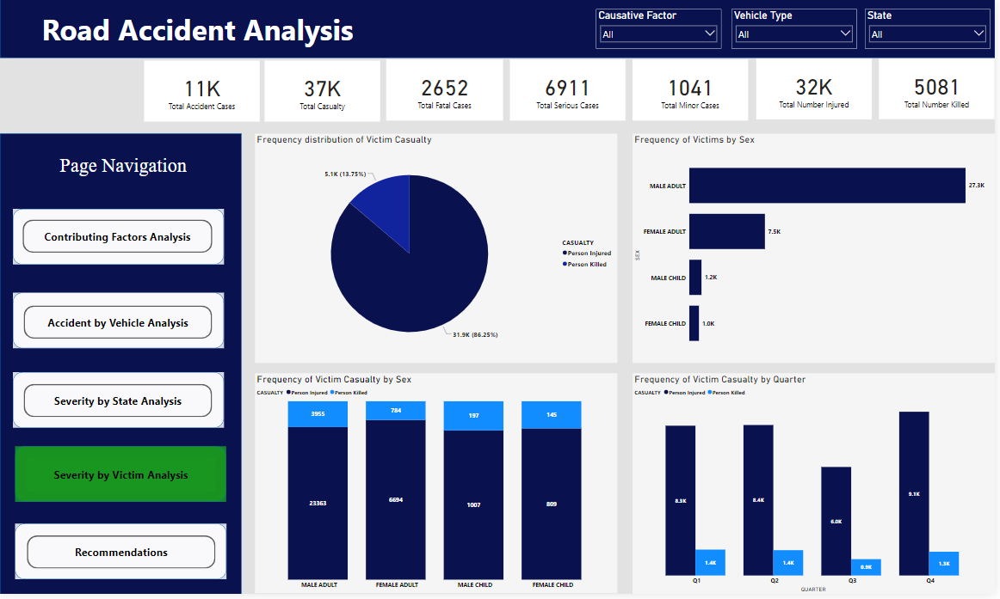 Road Accident Analysis
Causative Factor
All
Vehicle Type
All
State
All
11K
Total Accident Cases
37K
Total Casualty
2652
Total Fatal Cases
6911
Total Serious Cases
1041
Total Minor Cases
32K
Total Number Injured
5081
Total Number Killed
Page Navigation
Contributing Factors Analysis
Accident by Vehicle Analysis
Severity by State Analysis
Severity by Victim Analysis
Recommendations
Frequency distribution of Victim Casualty
5.1K (13.75%)
31.9K (86.25%)
CASUALTY
Person Injured
Person Killed
Frequency of Victims by Sex
SEX
MALE ADULT
27.3K
FEMALE ADULT
7.5K
MALE CHILD
1.2K
FEMALE CHILD
1.0K
Frequency of Victim Casualty by Sex
CASUALTY Person Injured Person Killed
3955
784
197
145
23363
6694
1007
809
MALE ADULT
FEMALE ADULT
MALE CHILD
FEMALE CHILD
Frequency of Victim Casualty by Quarter
CASUALTY Person Injured Person Killed
8.3K
1.4K
8.4K
1.4K
6.0K
0.9K
9.1K
1.3K
Q1
Q2
Q3
Q4
QUARTER